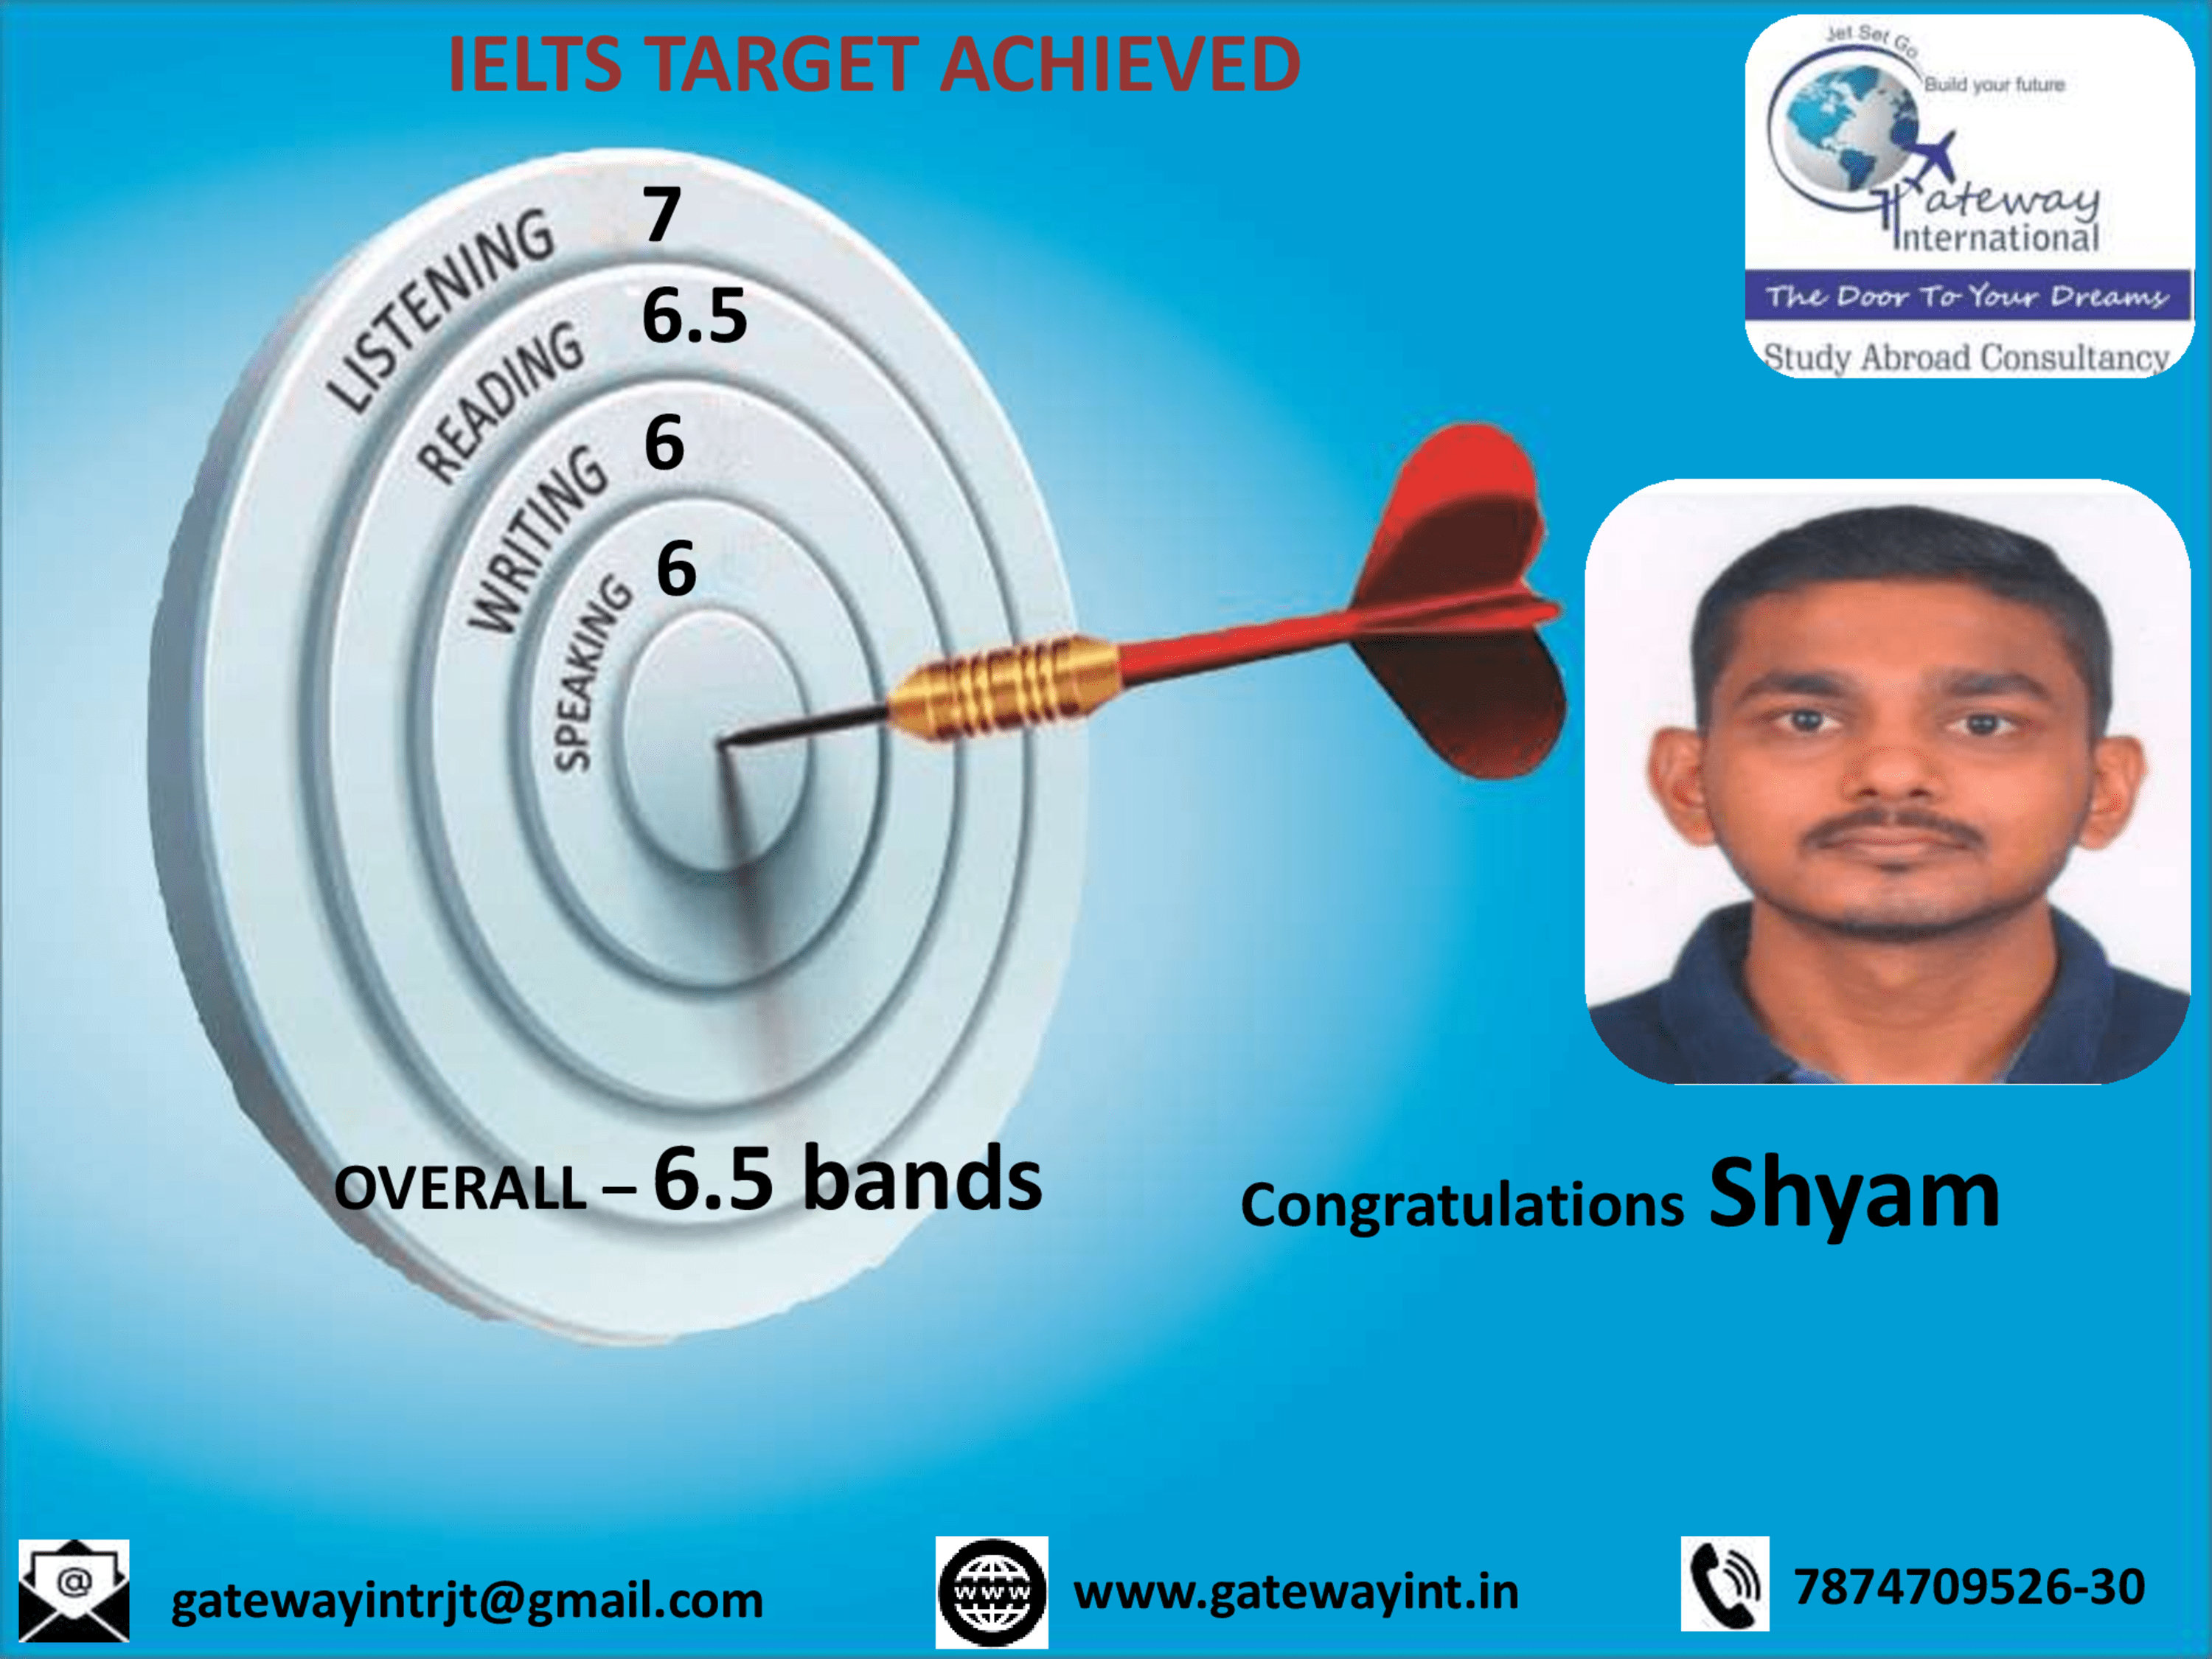 IELTS TARGET ACHIEVED
Jet Set Go
Build your future
Gateway
International
The Door To Your Dreams
Study Abroad Consultancy
LISTENING 7
READING 6.5
WRITING 6
SPEAKING 6
OVERALL – 6.5 bands
Congratulations Shyam
@ gatewayintrjt@gmail.com
www www.gatewayint.in
7874709526-30